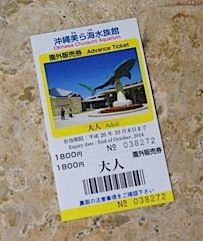 沖縄美ら海水族館
Okinawa Churaumi Aquarium
園外販売券 Advance Ticket
大人 Adult
有効期限:平成26年10月末日まで
Expiry date : End of October, 2014
1800円 № 038272
1800円 園外販売券
大人
№ 038272
裏面の注意事項をご確認下さい